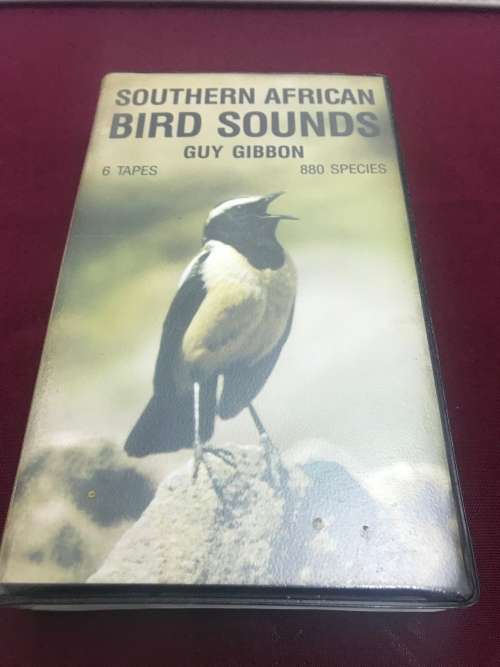 SOUTHERN AFRICAN
BIRD SOUNDS
GUY GIBBON
6 TAPES 880 SPECIES